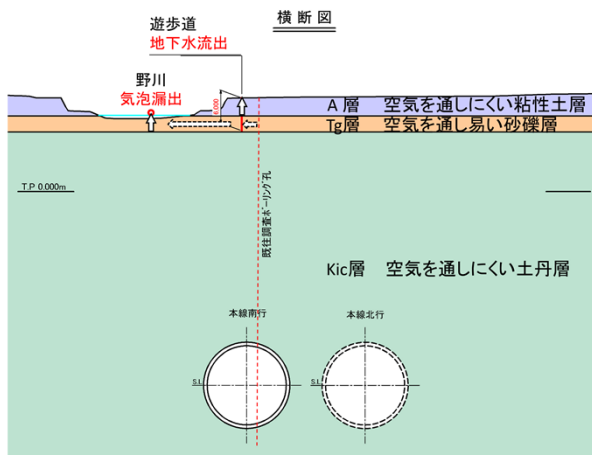 横断図
遊歩道
地下水流出
野川
気泡漏出
6.000
A層 空気を通しにくい粘性土層
Tg層 空気を通し易い砂礫層
T.P 0.000m
既往調査ボーリング孔
Kic層 空気を通しにくい土丹層
本線南行
本線北行
S.L
S.L